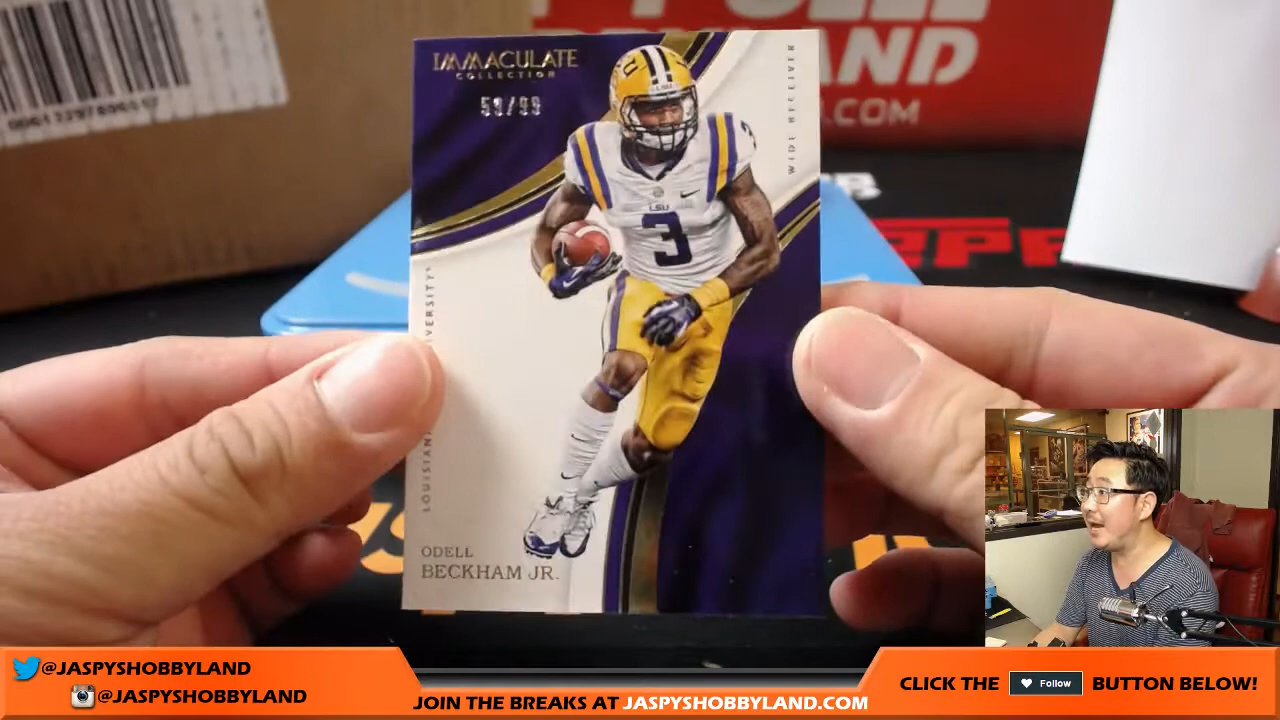 IMMACULATE
COLLECTION
59/99
WIDE RECEIVER
LSU
3
3
ODELL
BECKHAM JR.
AND
.COM
@JASPYSHOBBYLAND
@JASPYSHOBBYLAND
JOIN THE BREAKS AT JASPYSHOBBYLAND.COM
CLICK THE Follow BUTTON BELOW!